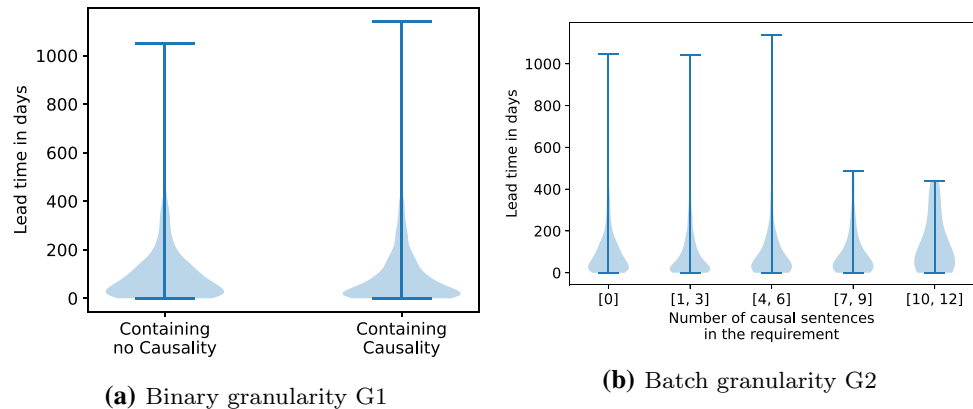 Lead time in days
1000
800
600
400
200
0
Containing
no Causality
Containing
Causality
(a) Binary granularity G1
Lead time in days
1000
800
600
400
200
0
[0]
[1, 3]
[4, 6]
[7, 9]
[10, 12]
Number of causal sentences
in the requirement
(b) Batch granularity G2